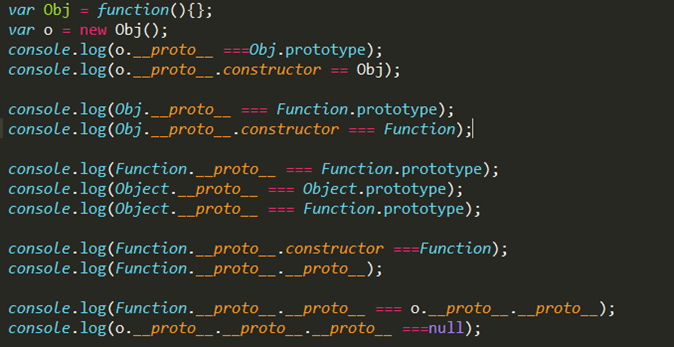 var Obj = function(){};
var o = new Obj();
console.log(o.__proto__ ===Obj.prototype);
console.log(o.__proto__.constructor == Obj);
console.log(Obj.__proto__ === Function.prototype);
console.log(Obj.__proto__.constructor === Function);
console.log(Function.__proto__ === Function.prototype);
console.log(Object.__proto__ === Object.prototype);
console.log(Object.__proto__ === Function.prototype);
console.log(Function.__proto__.constructor ===Function);
console.log(Function.__proto__.__proto__);
console.log(Function.__proto__.__proto__ === o.__proto__.__proto__);
console.log(o.__proto__.__proto__.__proto__ ===null);